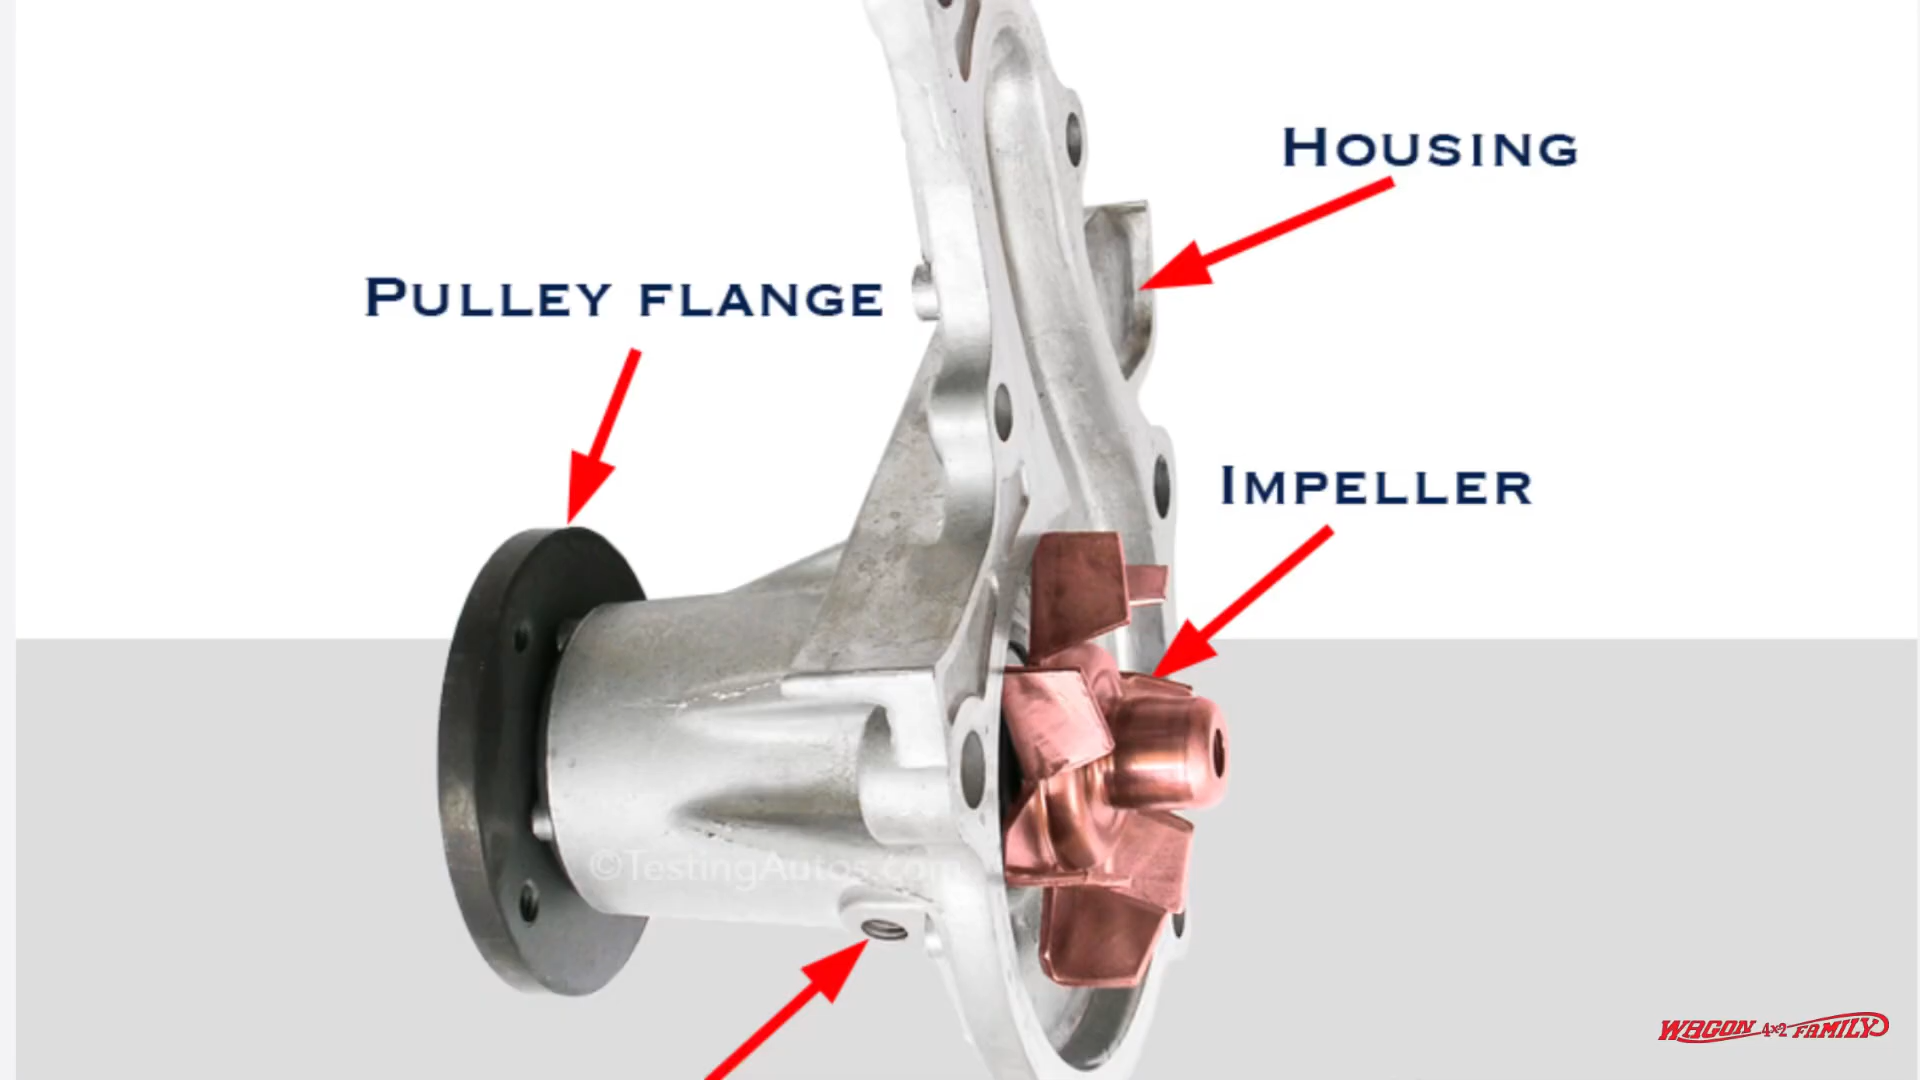 Housing
Pulley flange
Impeller
©TestingAutos.com
WAGON 4x2 FAMILY